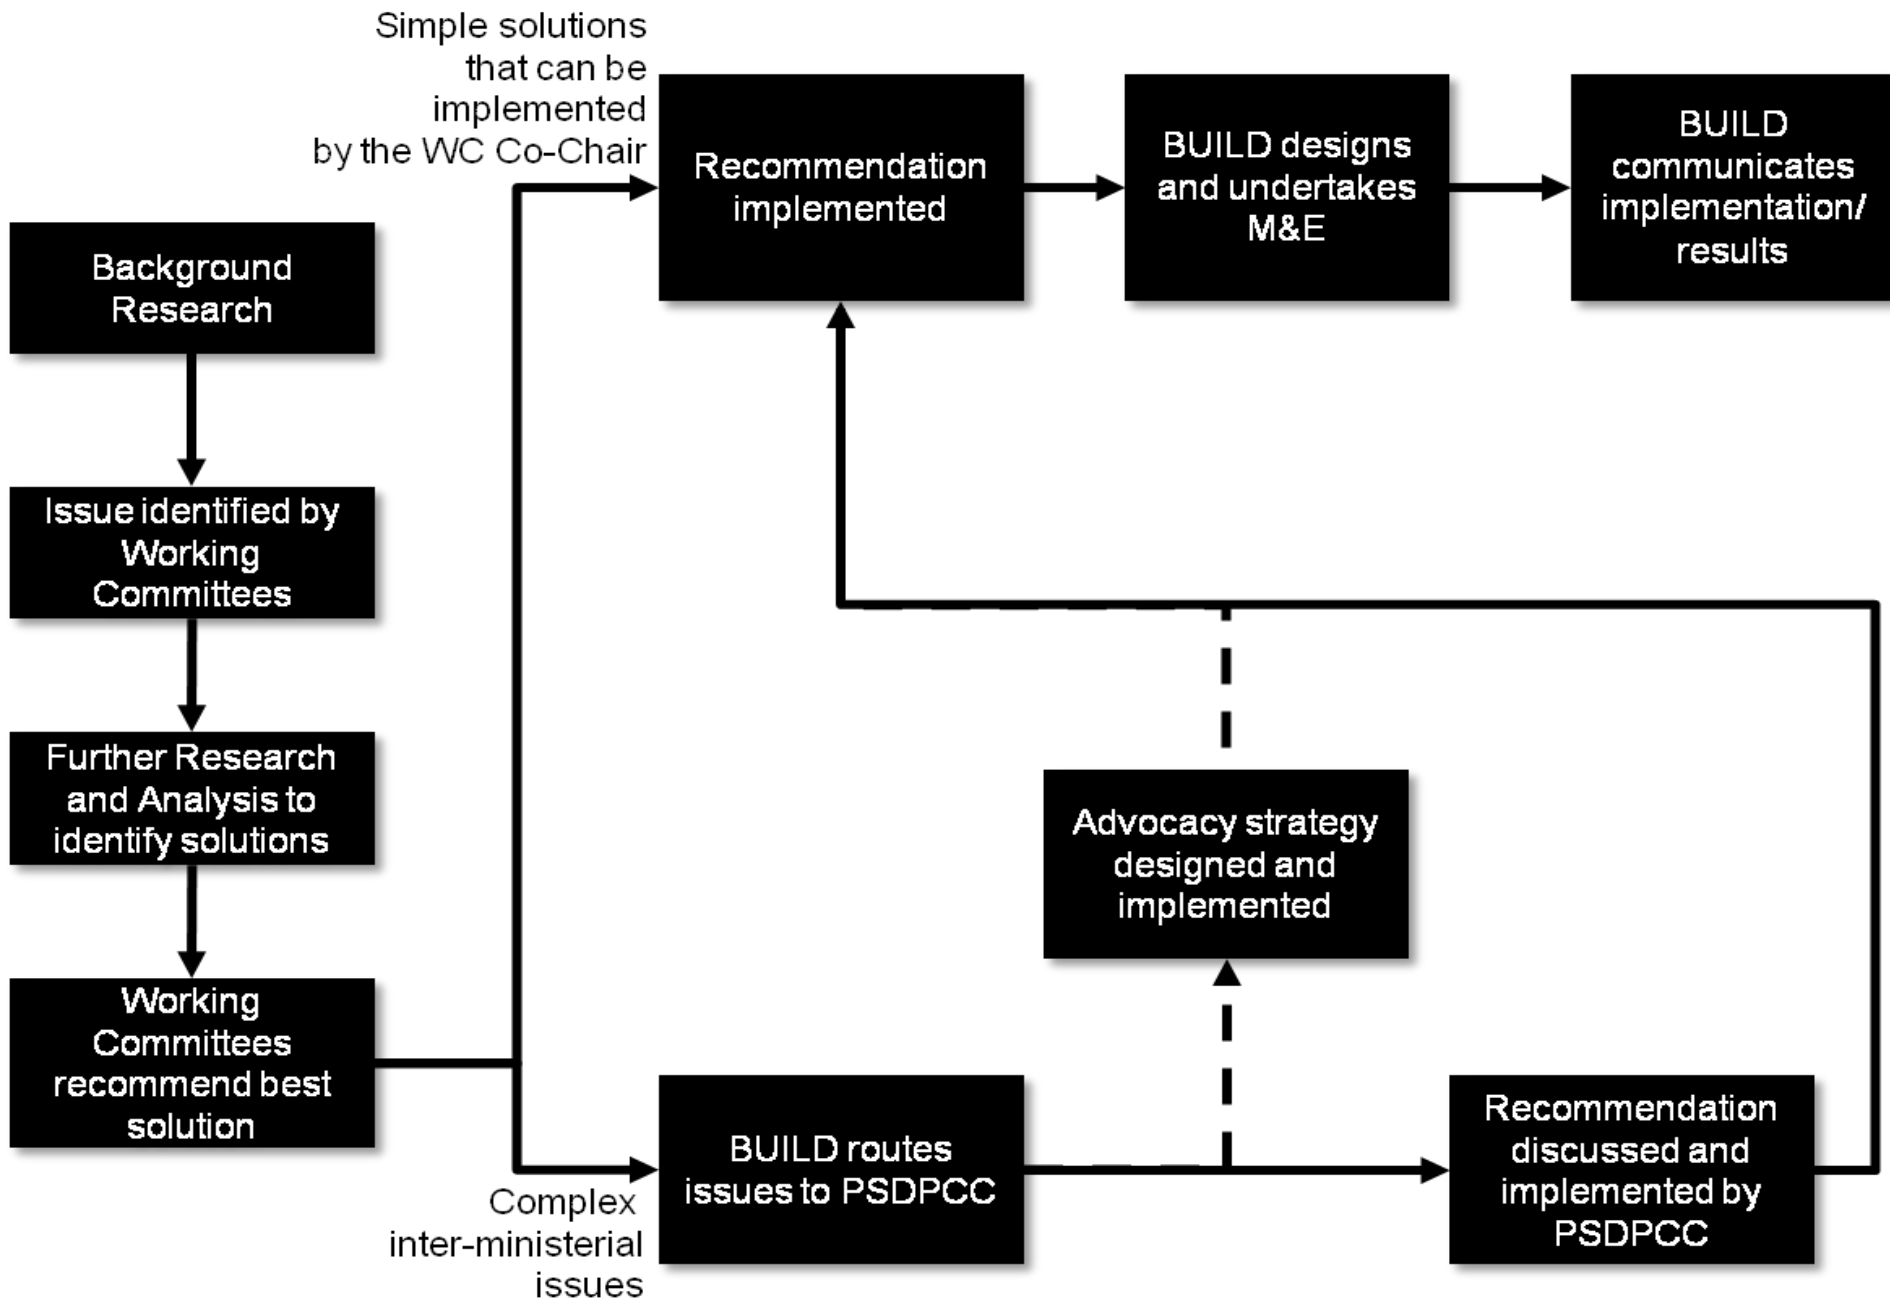 Simple solutions
that can be
implemented
by the WC Co-Chair
Recommendation
implemented
BUILD designs
and undertakes
M&E
BUILD
communicates
implementation/
results
Background
Research
Issue identified by
Working
Committees
Further Research
and Analysis to
identify solutions
Working
Committees
recommend best
solution
Advocacy strategy
designed and
implemented
BUILD routes
issues to PSDPCC
Recommendation
discussed and
implemented by
PSDPCC
Complex
inter-ministerial
issues